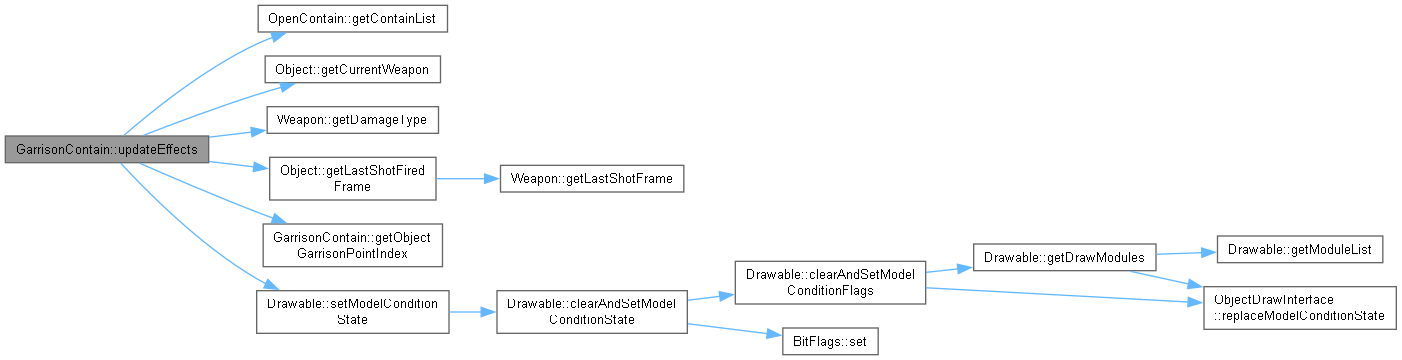 OpenContain::getContainList
Object::getCurrentWeapon
Weapon::getDamageType
GarrisonContain::updateEffects
Object::getLastShotFired
Frame
Weapon::getLastShotFrame
GarrisonContain::getObject
GarrisonPointIndex
Drawable::setModelCondition
State
Drawable::clearAndSetModel
ConditionState
Drawable::clearAndSetModel
ConditionFlags
BitFlags::set
Drawable::getDrawModules
Drawable::getModuleList
ObjectDrawInterface
::replaceModelConditionState